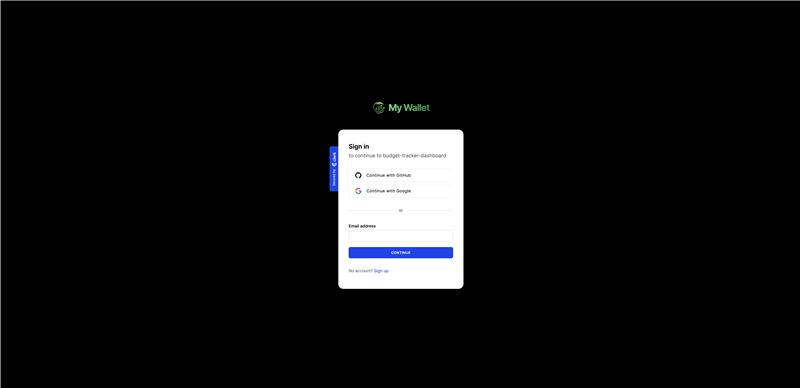 My Wallet
Sign in
to continue to budget-tracker-dashboard
Secured by clerk
Continue with GitHub
Continue with Google
or
Email address
CONTINUE
No account? Sign up